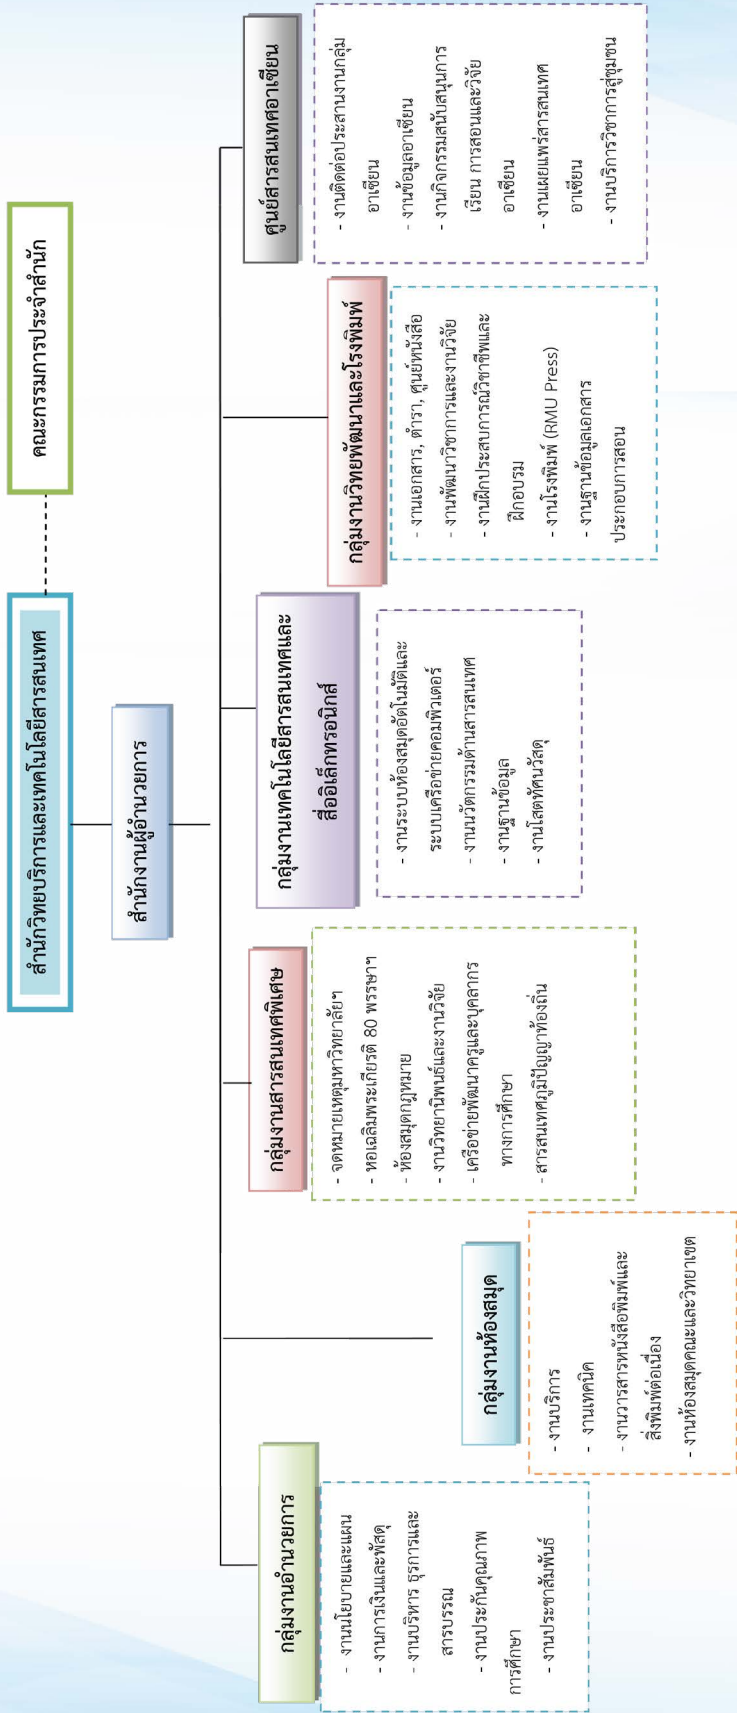 สำนักวิทยบริการและเทคโนโลยีสารสนเทศ
คณะกรรมการประจำสำนัก
สำนักงานผู้อำนวยการ
กลุ่มงานอำนวยการ
- งานนโยบายและแผน
- งานการเงินและพัสดุ
- งานบริหาร ธุรการและ
สารบรรณ
- งานประกันคุณภาพ
การศึกษา
- งานประชาสัมพันธ์
กลุ่มงานห้องสมุด
- งานบริการ
- งานเทคนิค
- งานวารสารหนังสือพิมพ์และ
สิ่งพิมพ์ต่อเนื่อง
- งานห้องสมุดคณะและวิทยาเขต
กลุ่มงานสารสนเทศพิเศษ
- จดหมายเหตุมหาวิทยาลัยฯ
- หอเฉลิมพระเกียรติ 80 พรรษาฯ
- ห้องสมุดกฎหมาย
- งานวิทยานิพนธ์และงานวิจัย
- เครือข่ายพัฒนาครูและบุคลากร
ทางการศึกษา
- สารสนเทศภูมิปัญญาท้องถิ่น
กลุ่มงานเทคโนโลยีสารสนเทศและ
สื่ออิเล็กทรอนิกส์
- งานระบบห้องสมุดอัตโนมัติและ
ระบบเครือข่ายคอมพิวเตอร์
- งานนวัตกรรมด้านสารสนเทศ
- งานฐานข้อมูล
- งานโสตทัศนวัสดุ
กลุ่มงานวิทยพัฒนาและโรงพิมพ์
- งานเอกสาร, ตำรา, ศูนย์หนังสือ
- งานพัฒนาวิชาการและงานวิจัย
- งานฝึกประสบการณ์วิชาชีพและ
ฝึกอบรม
- งานโรงพิมพ์ (RMU Press)
- งานฐานข้อมูลเอกสาร
ประกอบการสอน
ศูนย์สารสนเทศอาเซียน
- งานติดต่อประสานงานกลุ่ม
อาเซียน
- งานข้อมูลอาเซียน
- งานกิจกรรมสนับสนุนการ
เรียน การสอนและวิจัย
อาเซียน
- งานเผยแพร่สารสนเทศ
อาเซียน
- งานบริการวิชาการสู่ชุมชน